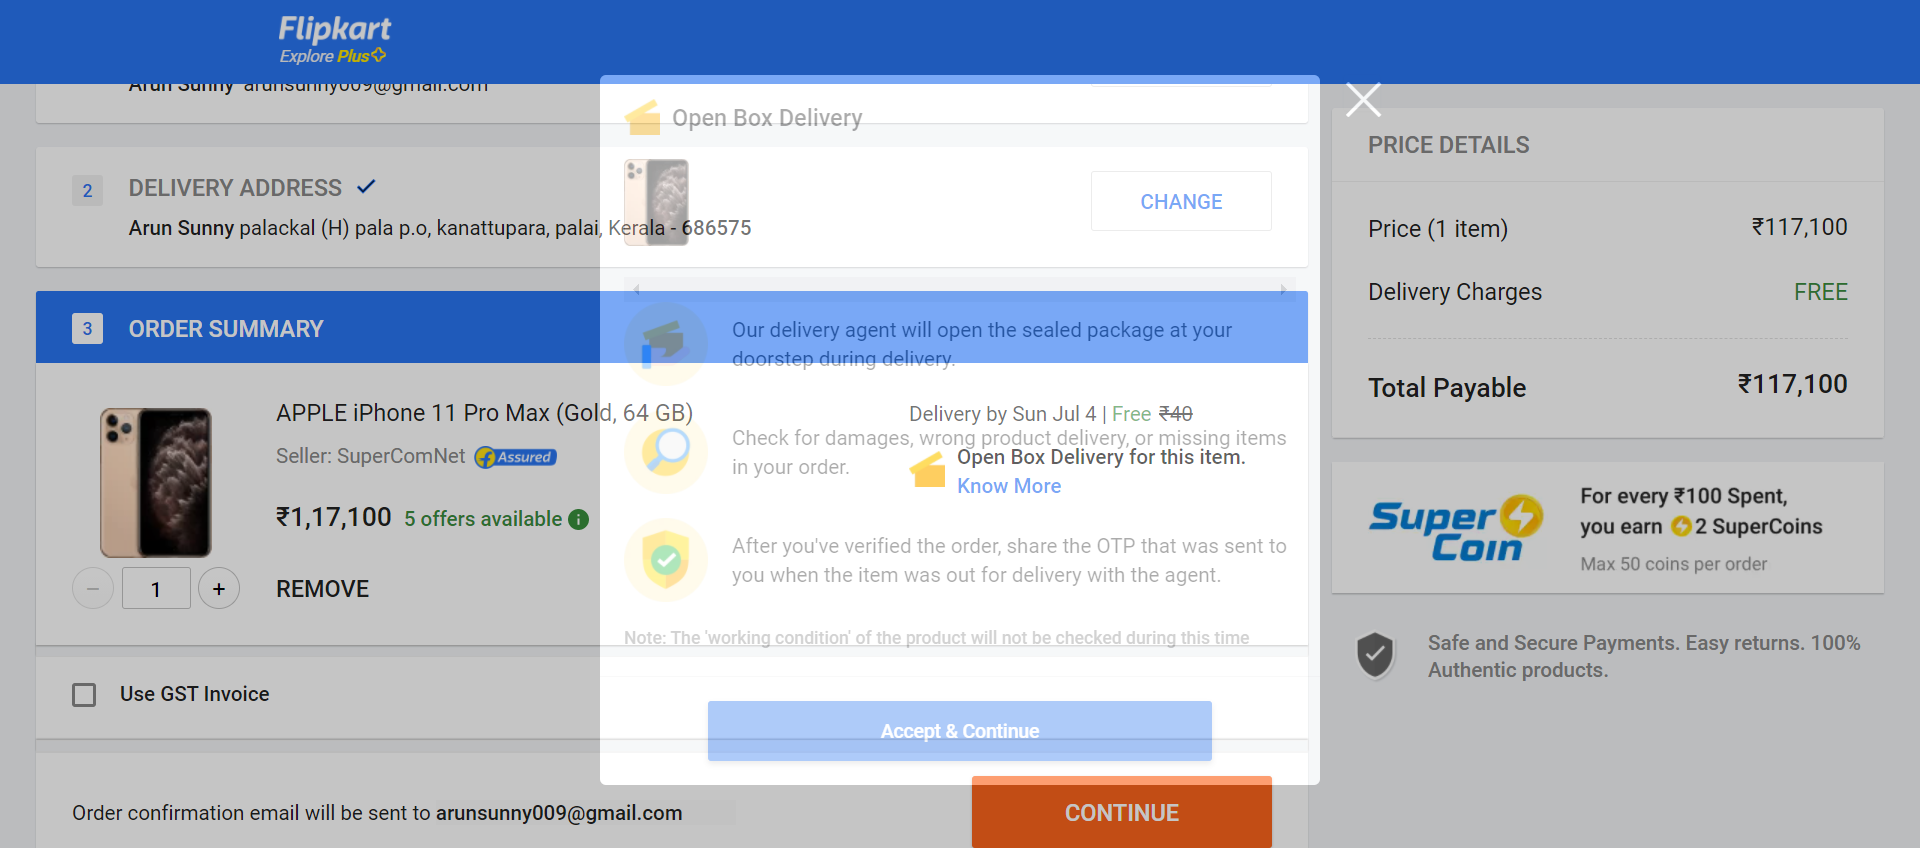 Flipkart
Explore Plus
Arun Sunny arunsunny009@gmail.com
Open Box Delivery
2 DELIVERY ADDRESS
Arun Sunny palackal (H) pala p.o, kanattupara, palai, Kerala - 686575
CHANGE
3 ORDER SUMMARY
Our delivery agent will open the sealed package at your
doorstep during delivery.
APPLE iPhone 11 Pro Max (Gold, 64 GB)
Seller: SuperComNet
Assured
₹1,17,100 5 offers available
1
REMOVE
Delivery by Sun Jul 4 | Free ₹40
Open Box Delivery for this item.
Know More
Check for damages, wrong product delivery, or missing items
in your order.
After you've verified the order, share the OTP that was sent to
you when the item was out for delivery with the agent.
Note: The 'working condition' of the product will not be checked during this time
Use GST Invoice
Accept & Continue
Order confirmation email will be sent to arunsunny009@gmail.com
CONTINUE
PRICE DETAILS
Price (1 item) ₹117,100
Delivery Charges FREE
Total Payable ₹117,100
Super
Coin
For every ₹100 Spent,
you earn 2 SuperCoins
Max 50 coins per order
Safe and Secure Payments. Easy returns. 100%
Authentic products.